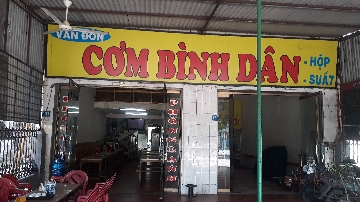 VÂN ĐỒN
CƠM BÌNH DÂN
- HỘP
- SUẤT